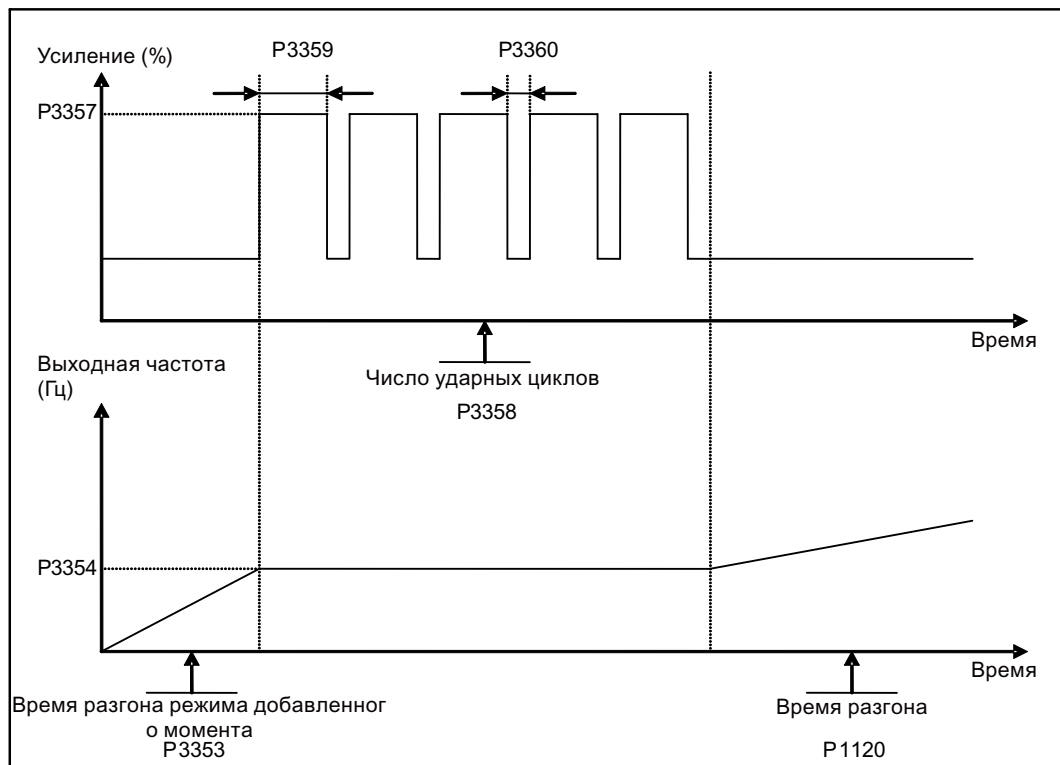 P3359
P3360
Усиление (%)
P3357
Время
Выходная частота
(Гц)
Число ударных циклов
P3358
P3354
Время
Время разгона режима добавленног
о момента
P3353
Время разгона
P1120